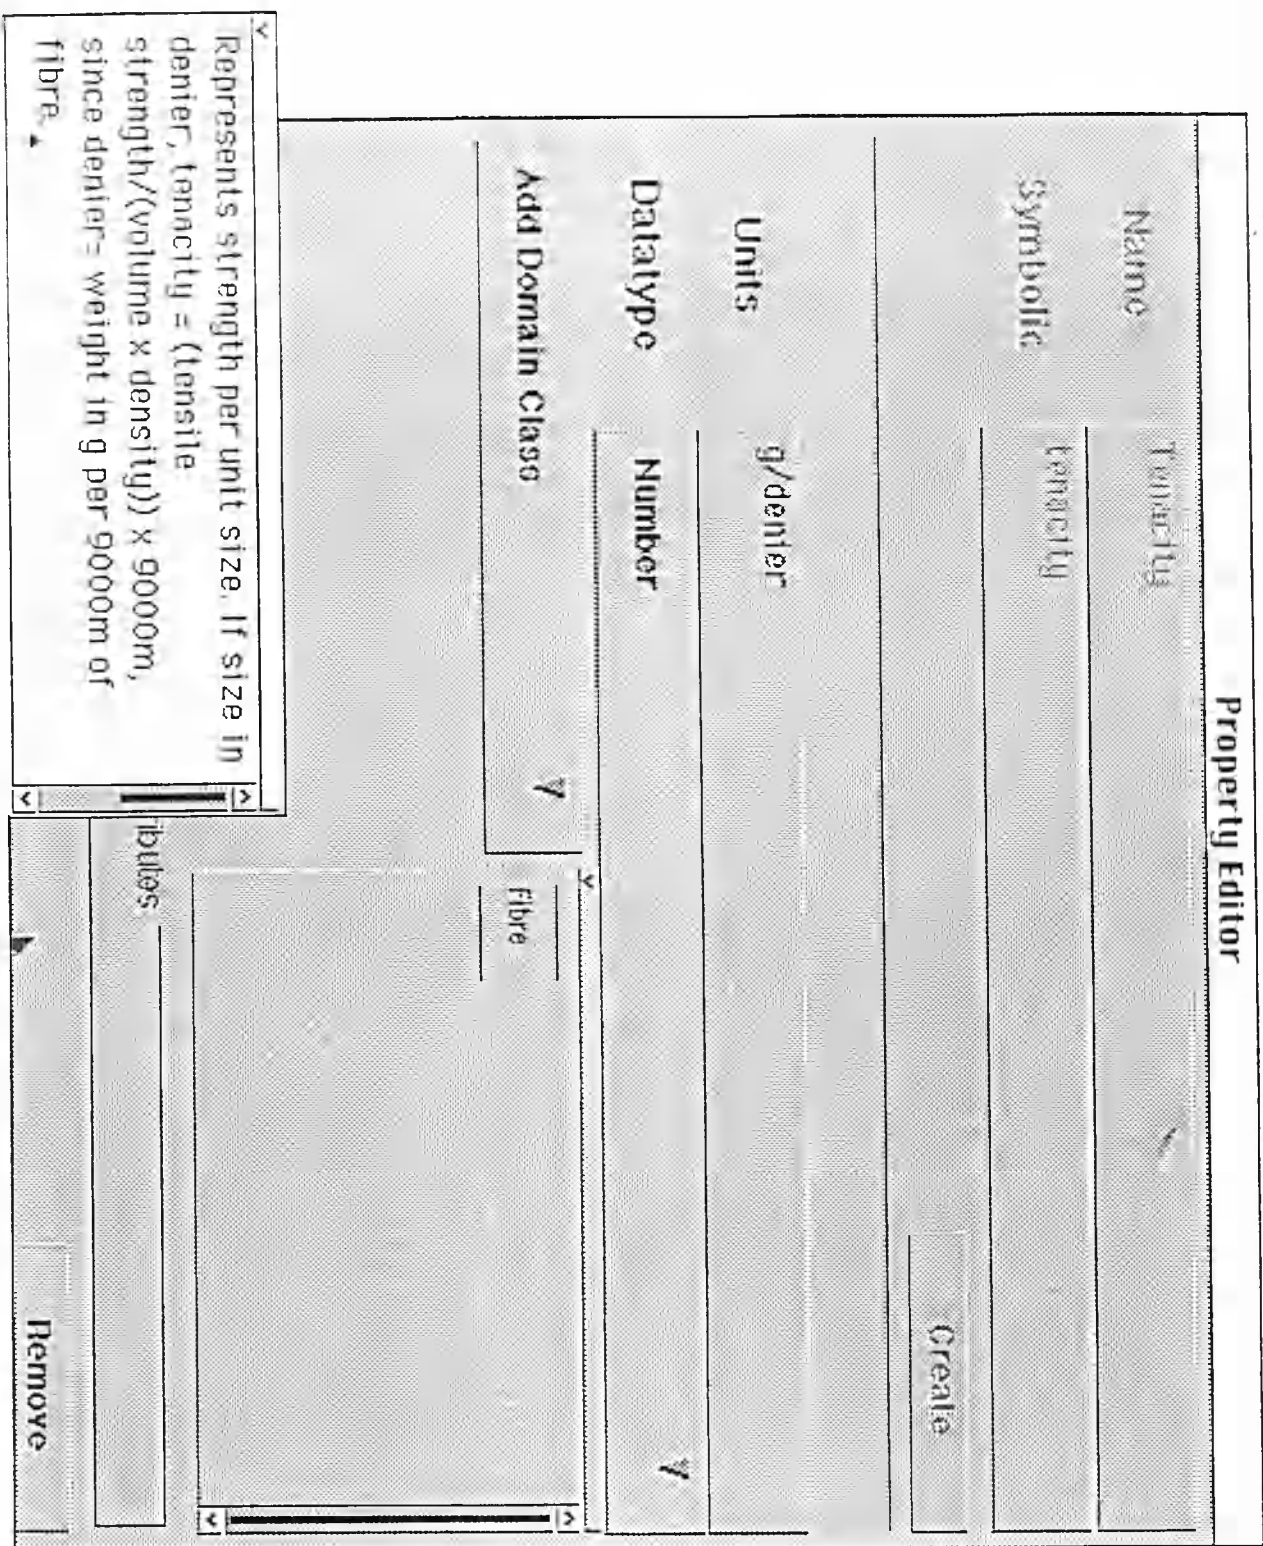 Property Editor
Name
Tenacity
Symbolic
tenacity
Create
Units
g/denier
Datatype
Number
Add Domain Class
Fibre
Represents strength per unit size. If size in
denier, tenacity = (tensile
strength/(volume x density)) x 9000m,
since denier= weight in g per 9000m of
fibre.
ributes
Remove